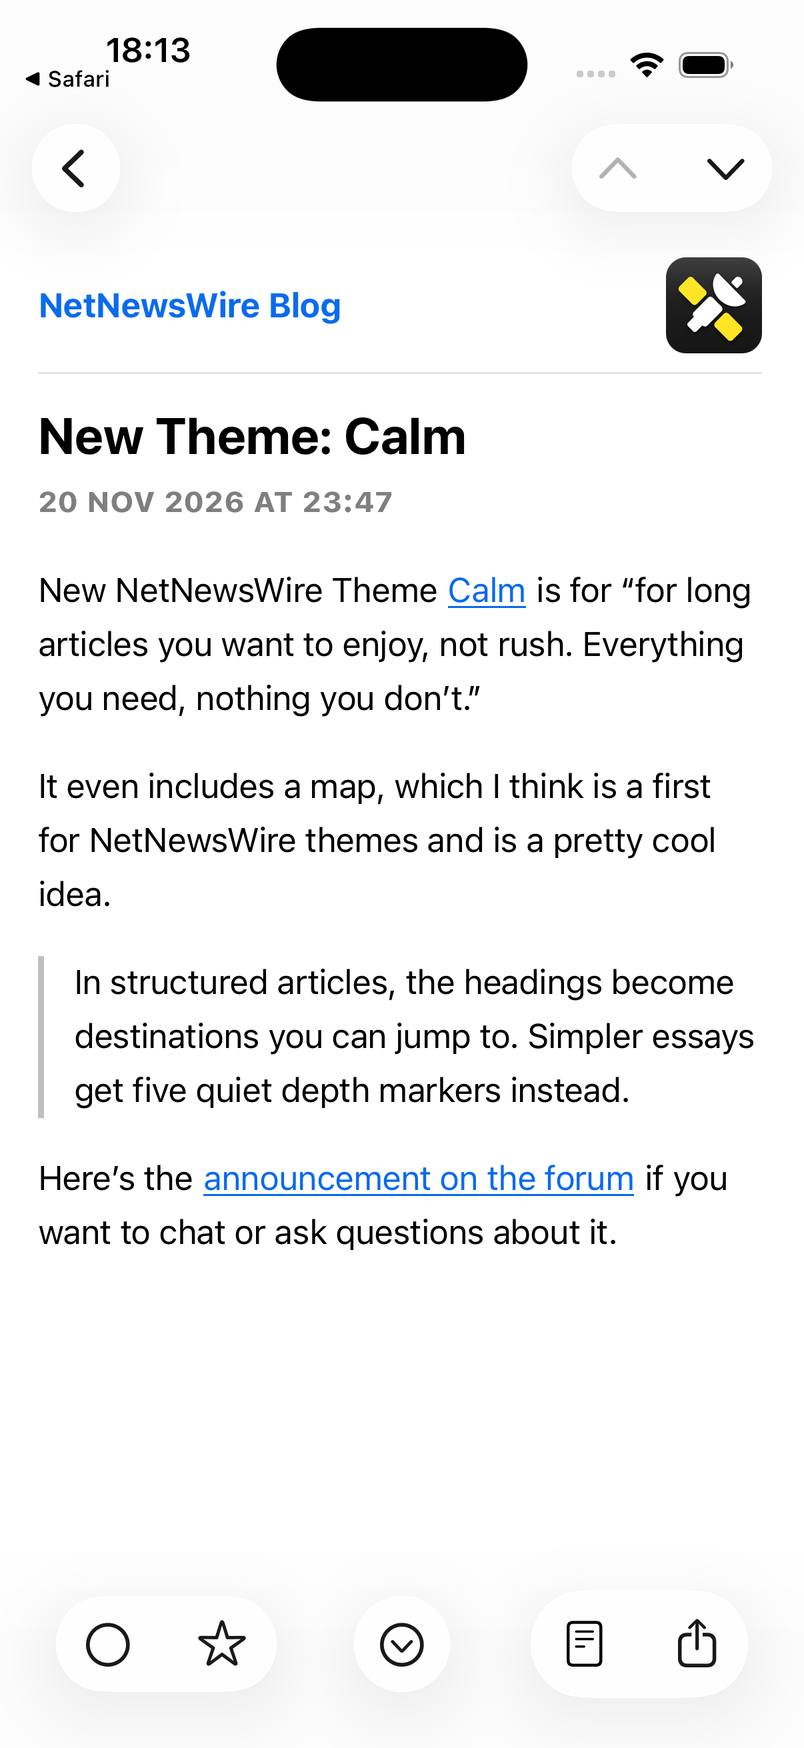 18:13
◀ Safari
NetNewsWire Blog
New Theme: Calm
20 NOV 2026 AT 23:47
New NetNewsWire Theme Calm is for “for long
articles you want to enjoy, not rush. Everything
you need, nothing you don’t.”
It even includes a map, which I think is a first
for NetNewsWire themes and is a pretty cool
idea.
In structured articles, the headings become
destinations you can jump to. Simpler essays
get five quiet depth markers instead.
Here’s the announcement on the forum if you
want to chat or ask questions about it.